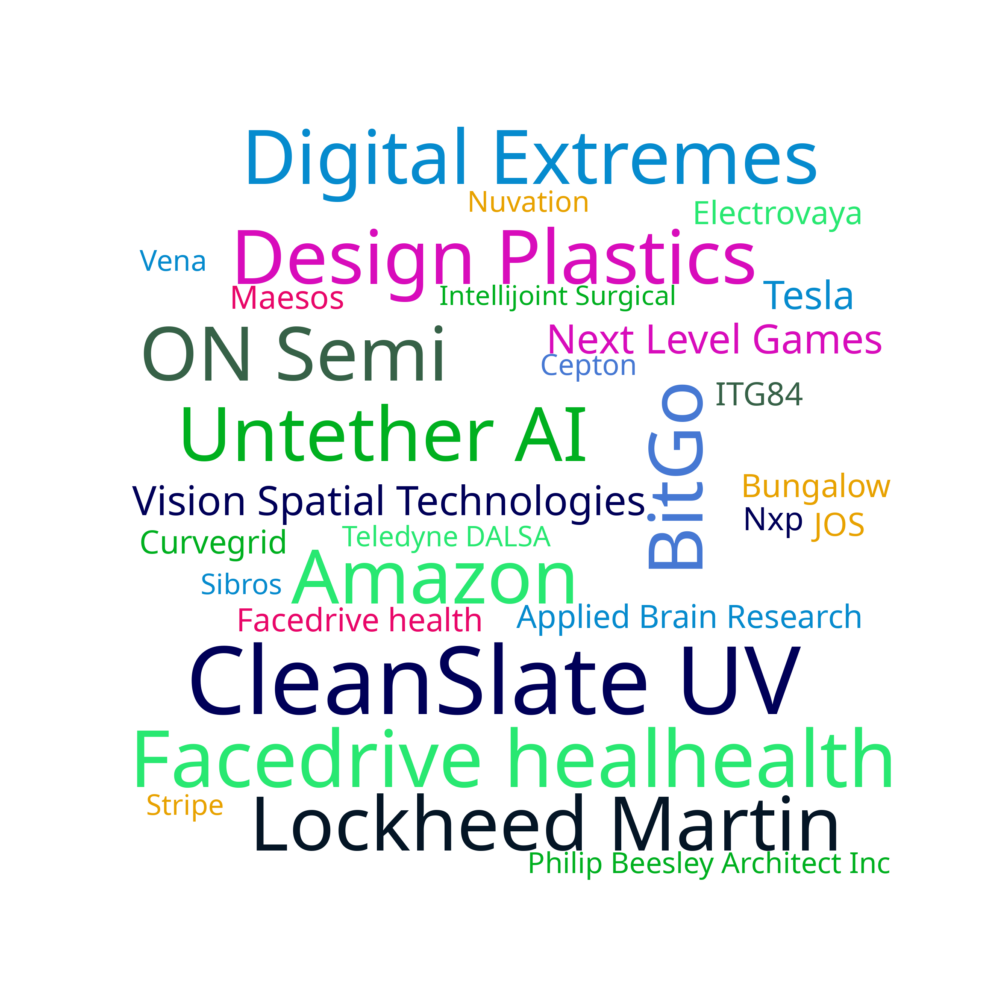 Digital Extremes
Nuvation
Electrovaya
Vena
Design Plastics
Maesos
Intellijoint Surgical
Tesla
ON Semi
Next Level Games
Cepton
ITG84
Untether AI
BitGo
Vision Spatial Technologies
Bungalow
Nxp
JOS
Curvegrid
Teledyne DALSA
Sibros
Amazon
Facedrive health
Applied Brain Research
CleanSlate UV
Facedrive healhealth
Stripe
Lockheed Martin
Philip Beesley Architect Inc